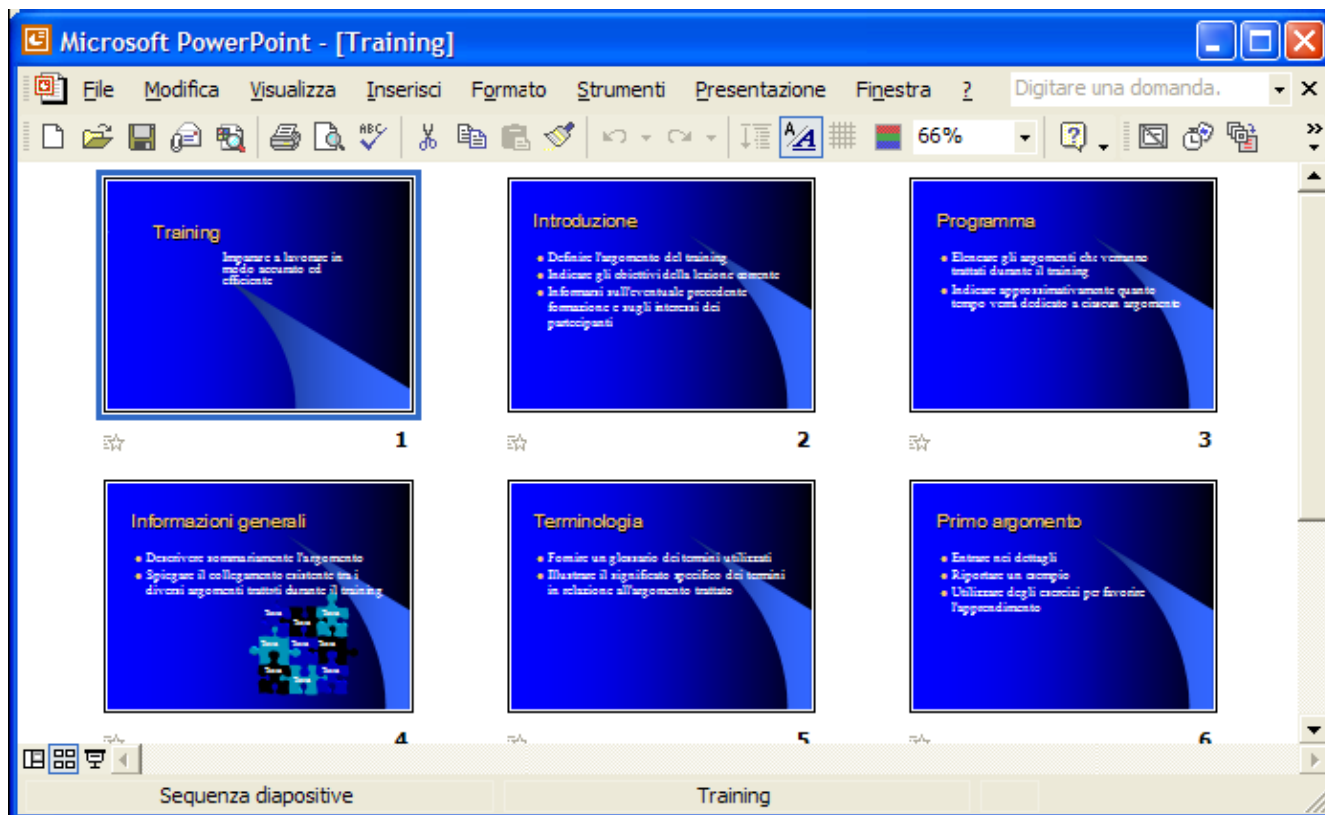 Microsoft PowerPoint - [Training]
File Modifica Visualizza Inserisci Formato Strumenti Presentazione Finestra ? Digitare una domanda.
66%
Training
Imparare a lavorare in
modo accurato ed
efficiente
1
Introduzione
Definire l'argomento del training
Indicare gli obiettivi della lezione corrente
Informarsi sull'eventuale precedente
formazione e sugli interessi dei
partecipanti
2
Programma
Elencare gli argomenti che verranno
trattati durante il training
Indicare approssimativamente quanto
tempo verrà dedicato a ciascun argomento
3
Informazioni generali
Descrivere sommariamente l'argomento
Spiegare il collegamento esistente tra i
diversi argomenti trattati durante il training
4
Terminologia
Fornire un glossario dei termini utilizzati
Illustrare il significato specifico dei termini
in relazione all'argomento trattato
5
Primo argomento
Entrare nei dettagli
Riportare un esempio
Utilizzare degli esercizi per favorire
l'apprendimento
6
Sequenza diapositive
Training